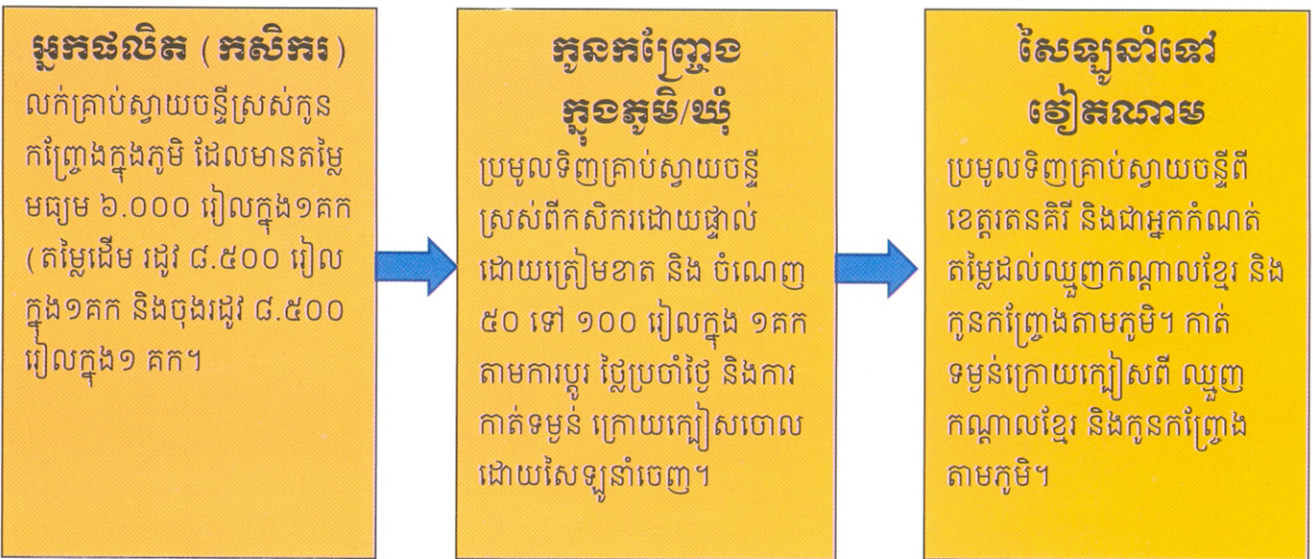 អ្នកផលិត (កសិករ)
លក់គ្រាប់ស្វាយចន្ទីស្រស់កូន
កញ្ច្រែងក្នុងភូមិ ដែលមានតម្លៃ
មធ្យម ៦.០០០ រៀលក្នុង១គក
(តម្លៃដើម រដូវ ៨.៥០០ រៀល
ក្នុង១គក និងចុងរដូវ ៨.៥០០
រៀលក្នុង១ គក។
កូនកញ្ច្រែង
ក្នុងភូមិ/ឃុំ
ប្រមូលទិញគ្រាប់ស្វាយចន្ទី
ស្រស់ពីកសិករដោយផ្ទាល់
ដោយត្រៀមខាត និង ចំណេញ
៥០ ទៅ ១០០ រៀលក្នុង ១គក
តាមការប្តូរ ថ្លៃប្រចាំថ្ងៃ និងការ
កាត់ទម្ងន់ ក្រោយក្បៀសចោល
ដោយសៃឡូនាំចេញ។
សៃឡូនាំទៅ
វៀតណាម
ប្រមូលទិញគ្រាប់ស្វាយចន្ទីពី
ខេត្តរតនគិរី និងជាអ្នកកំណត់
តម្លៃដល់ឈ្មួញកណ្តាលខ្មែរ និង
កូនកញ្ច្រែងតាមភូមិ។ កាត់
ទម្ងន់ក្រោយក្បៀសពី ឈ្មួញ
កណ្តាលខ្មែរ និងកូនកញ្ច្រែង
តាមភូមិ។